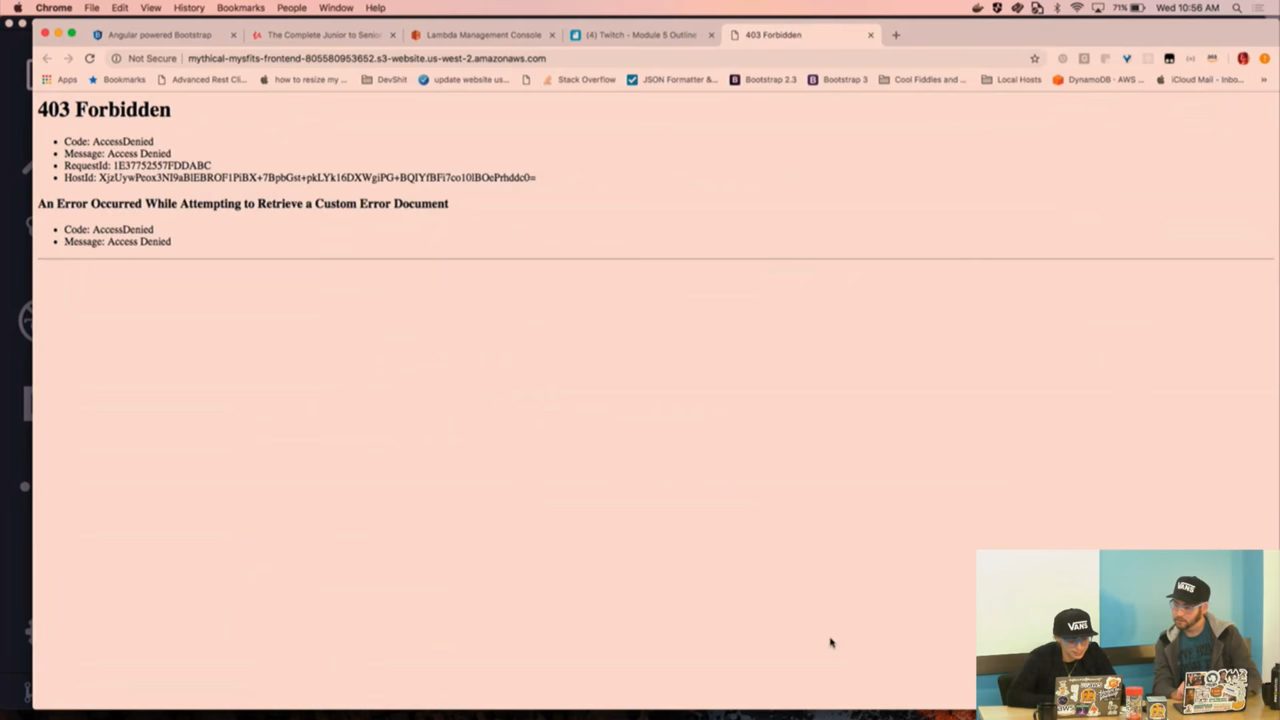 Chrome File Edit View History Bookmarks People Window Help 71% Wed 10:56 AM
Angular powered Bootstrap The Complete Junior to Senio Lambda Management Console (4) Twitch - Module 5 Outline 403 Forbidden
Not Secure mythical-mysfits-frontend-805580953652.s3-website.us-west-2.amazonaws.com
Apps Bookmarks Advanced Rest Cli... how to resize my ... DevShit update website us... Stack Overflow JSON Formatter &... Bootstrap 2.3 Bootstrap 3 Cool Fiddles and ... Local Hosts DynamoDB - AWS ... iCloud Mail - Inbo... »
403 Forbidden
• Code: AccessDenied
• Message: Access Denied
• RequestId: 1E37752557FDDABC
• HostId:
An Error Occurred While Attempting to Retrieve a Custom Error Document
• Code: AccessDenied
• Message: Access Denied
VANS
VANS